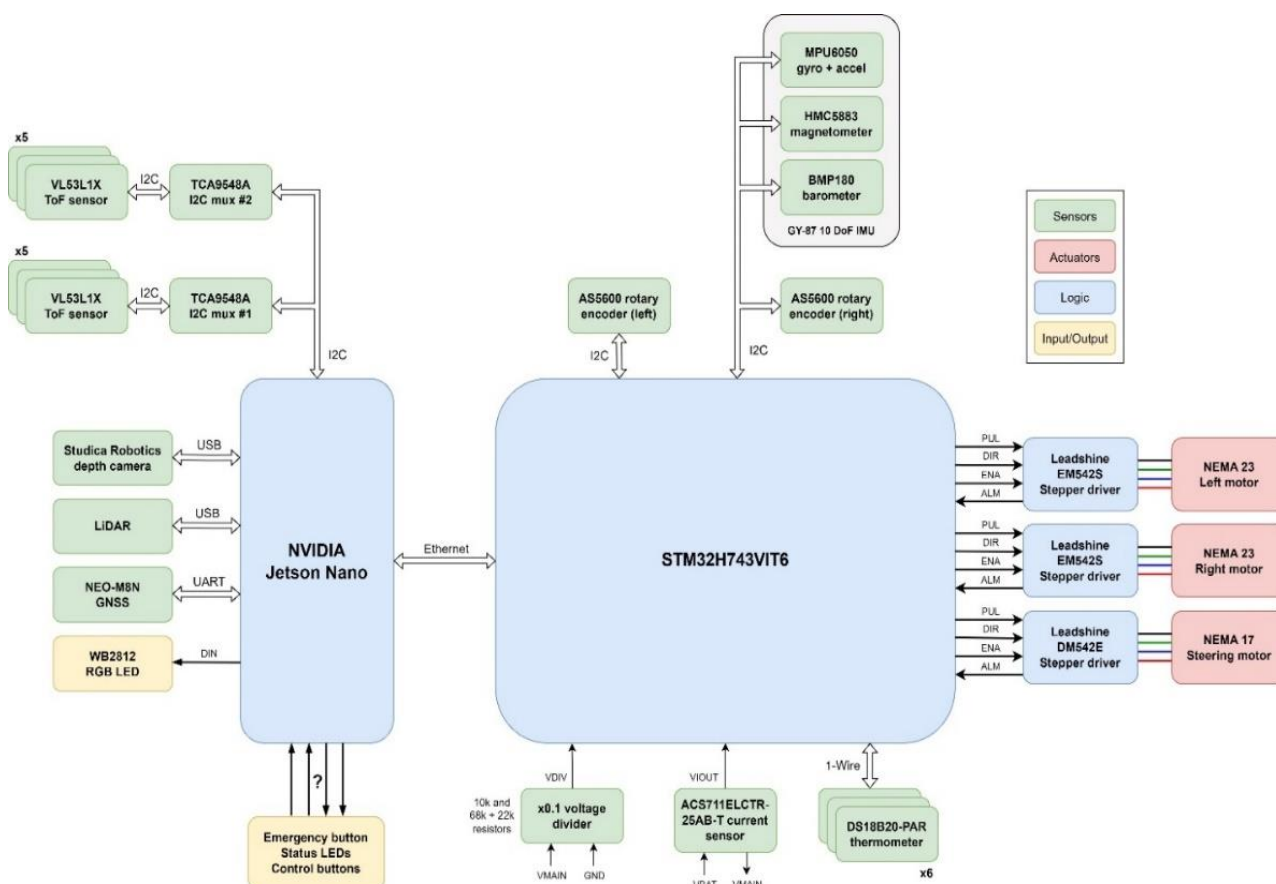 MPU6050
gyro + accel
HMC5883
magnetometer
BMP180
barometer
GY-87 10 DoF IMU
x5
VL53L1X
ToF sensor
I2C
TCA9548A
I2C mux #2
x5
VL53L1X
ToF sensor
I2C
TCA9548A
I2C mux #1
I2C
AS5600 rotary
encoder (left)
I2C
AS5600 rotary
encoder (right)
I2C
Sensors
Actuators
Logic
Input/Output
Studica Robotics
depth camera
USB
LiDAR
USB
NEO-M8N
GNSS
UART
WB2812
RGB LED
DIN
NVIDIA
Jetson Nano
Ethernet
STM32H743VIT6
PUL
DIR
ENA
ALM
Leadshine
EM542S
Stepper driver
NEMA 23
Left motor
PUL
DIR
ENA
ALM
Leadshine
EM542S
Stepper driver
NEMA 23
Right motor
PUL
DIR
ENA
ALM
Leadshine
DM542E
Stepper driver
NEMA 17
Steering motor
?
Emergency button
Status LEDs
Control buttons
10k and
68k + 22k
resistors
VDIV
x0.1 voltage
divider
VMAIN
GND
VIOUT
ACS711ELCTR-
25AB-T current
sensor
VBAT
VMAIN
1-Wire
DS18B20-PAR
thermometer
x6